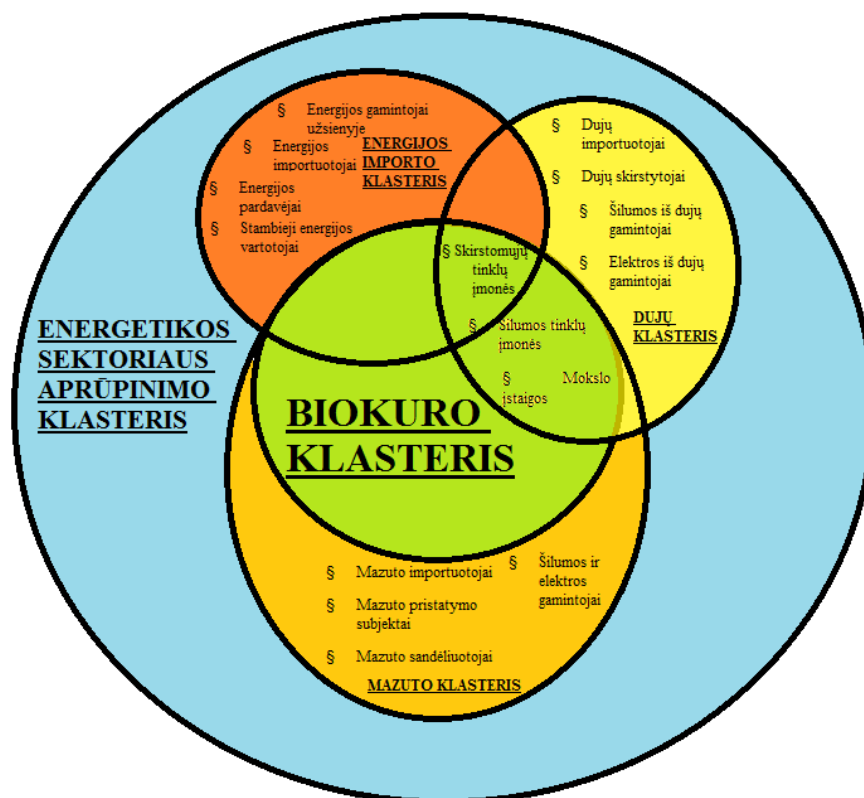 § Energijos gamintojai
užsienyje
§ Energijos
importuotojai
ENERGIJOS
IMPORTO
KLASTERIS
§ Energijos
pardavėjai
§ Stambieji energijos
vartotojai
§ Dujų
importuotojai
§ Dujų skirstytojai
§ Šilumos iš dujų
gamintojai
§ Elektros iš dujų
gamintojai
DUJŲ
KLASTERIS
§ Skirstomųjų
tinklų
įmonės
§ Silumos tinklų
įmonės
§ Mokslo
įstaigos
ENERGETIKOS
SEKTORIAUS
APRŪPINIMO
KLASTERIS
BIOKURO
KLASTERIS
§ Mazuto importuotojai
§ Mazuto pristatymo
subjektai
§ Mazuto sandėliuotojai
§ Šilumos ir
elektros
gamintojai
MAZUTO KLASTERIS